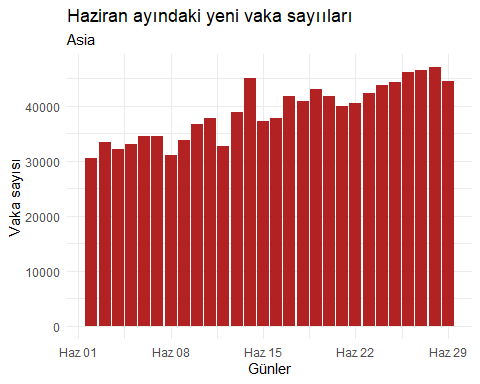 Haziran ayındaki yeni vaka sayııları
Asia
Vaka sayısı
40000
30000
20000
10000
0
Haz 01 Haz 08 Haz 15 Haz 22 Haz 29
Günler